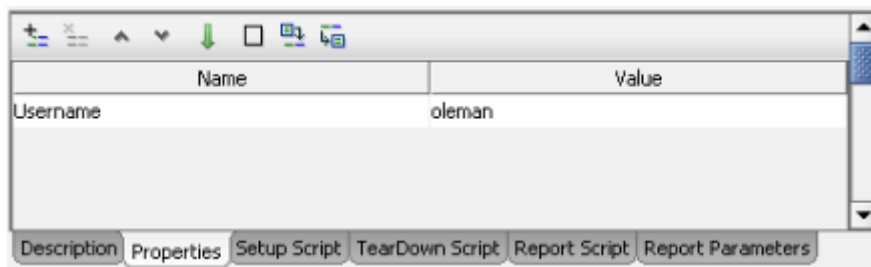 Name Value
Username oleman
Description Properties Setup Script TearDown Script Report Script Report Parameters